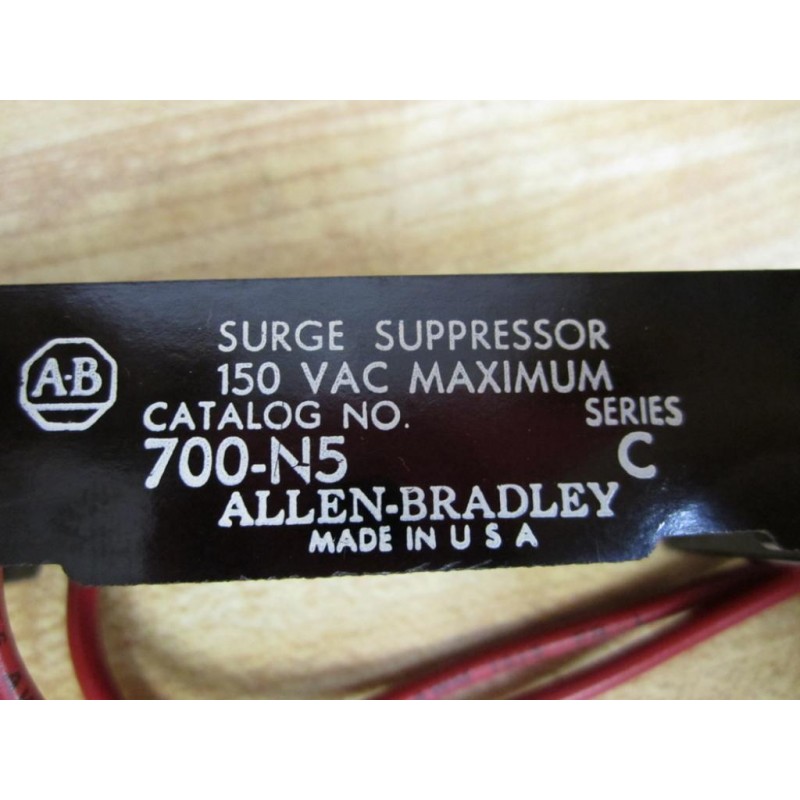 A-B
SURGE SUPPRESSOR
150 VAC MAXIMUM
CATALOG NO. SERIES
700-N5 C
ALLEN-BRADLEY
MADE IN U S A